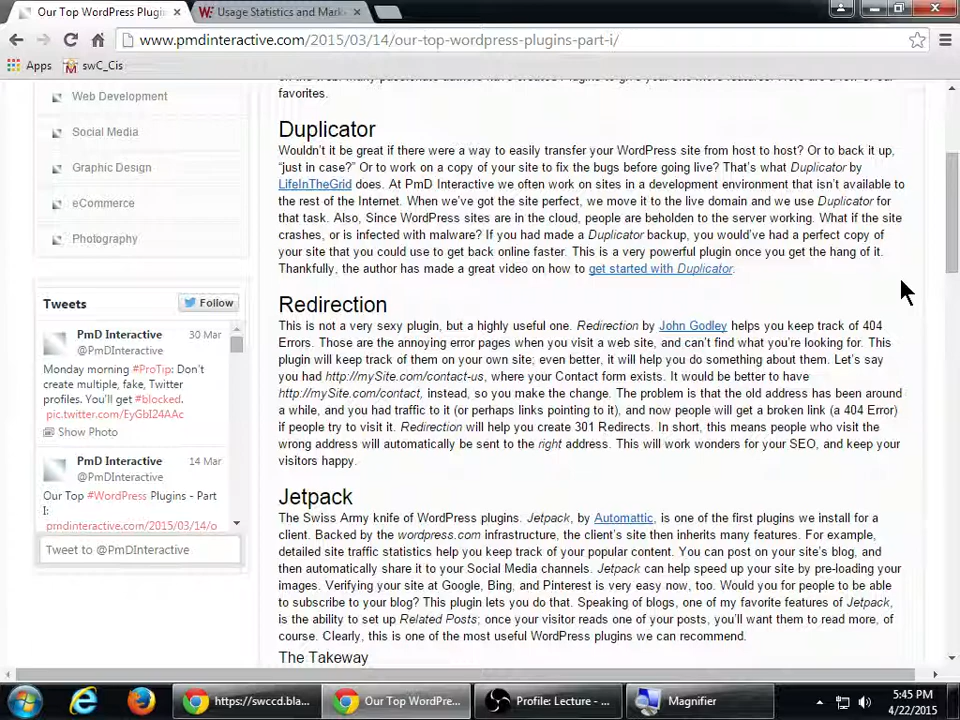 Our Top WordPress Plugin
Usage Statistics and Mark
www.pmdinteractive.com/2015/03/14/our-top-wordpress-plugins-part-i/
Apps
swC_Cis
Web Development
Social Media
Graphic Design
eCommerce
Photography
Tweets
Follow
PmD Interactive
30 Mar
@PmDInteractive
Monday morning #ProTip: Don't
create multiple, fake, Twitter
profiles. You'll get #blocked.
pic.twitter.com/EyGbI24AAc
Show Photo
PmD Interactive
14 Mar
@PmDInteractive
Our Top #WordPress Plugins - Part
I:
pmdinteractive.com/2015/03/14/o
Tweet to @PmDInteractive
favorites.
Duplicator
Wouldn't it be great if there were a way to easily transfer your WordPress site from host to host? Or to back it up,
“just in case?” Or to work on a copy of your site to fix the bugs before going live? That's what Duplicator by
LifeInTheGrid does. At PmD Interactive we often work on sites in a development environment that isn't available to
the rest of the Internet. When we've got the site perfect, we move it to the live domain and we use Duplicator for
that task. Also, Since WordPress sites are in the cloud, people are beholden to the server working. What if the site
crashes, or is infected with malware? If you had made a Duplicator backup, you would've had a perfect copy of
your site that you could use to get back online faster. This is a very powerful plugin once you get the hang of it.
Thankfully, the author has made a great video on how to get started with Duplicator.
Redirection
This is not a very sexy plugin, but a highly useful one. Redirection by John Godley helps you keep track of 404
Errors. Those are the annoying error pages when you visit a web site, and can't find what you're looking for. This
plugin will keep track of them on your own site; even better, it will help you do something about them. Let's say
you had http://mySite.com/contact-us, where your Contact form exists. It would be better to have
http://mySite.com/contact, instead, so you make the change. The problem is that the old address has been around
a while, and you had traffic to it (or perhaps links pointing to it), and now people will get a broken link (a 404 Error)
if people try to visit it. Redirection will help you create 301 Redirects. In short, this means people who visit the
wrong address will automatically be sent to the right address. This will work wonders for your SEO, and keep your
visitors happy.
Jetpack
The Swiss Army knife of WordPress plugins. Jetpack, by Automattic, is one of the first plugins we install for a
client. Backed by the wordpress.com infrastructure, the client's site then inherits many features. For example,
detailed site traffic statistics help you keep track of your popular content. You can post on your site's blog, and
then automatically share it to your Social Media channels. Jetpack can help speed up your site by pre-loading your
images. Verifying your site at Google, Bing, and Pinterest is very easy now, too. Would you for people to be able
to subscribe to your blog? This plugin lets you do that. Speaking of blogs, one of my favorite features of Jetpack,
is the ability to set up Related Posts; once your visitor reads one of your posts, you'll want them to read more, of
course. Clearly, this is one of the most useful WordPress plugins we can recommend.
The Takeway
https://swccd.bla...
Our Top WordPre...
Profile: Lecture - ...
Magnifier
5:45 PM
4/22/2015